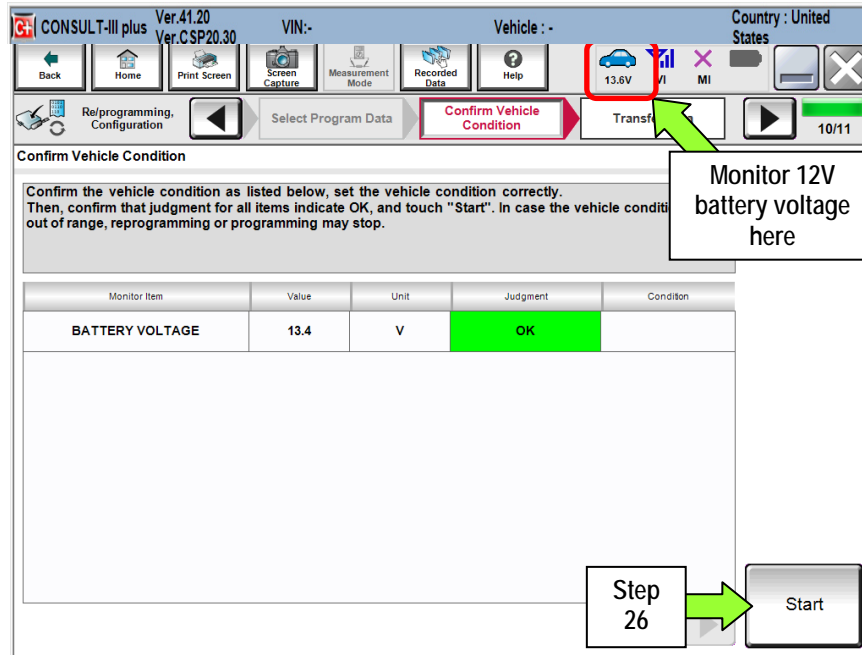 CONSULT-III plus
Ver.41.20
Ver.CSP20.30
VIN:-
Vehicle : -
Country : United
States
Back
Home
Print Screen
Screen
Capture
Measurement
Mode
Recorded
Data
Help
13.6V
VI
MI
Re/programming,
Configuration
Select Program Data
Confirm Vehicle
Condition
10/11
Confirm Vehicle Condition
Monitor 12V
battery voltage
here
Confirm the vehicle condition as listed below, set the vehicle condition correctly.
Then, confirm that judgment for all items indicate OK, and touch "Start". In case the vehicle
out of range, reprogramming or programming may stop.
Monitor Item
Value
Unit
Judgment
Condition
BATTERY VOLTAGE
13.4
V
OK
Step
26
Start